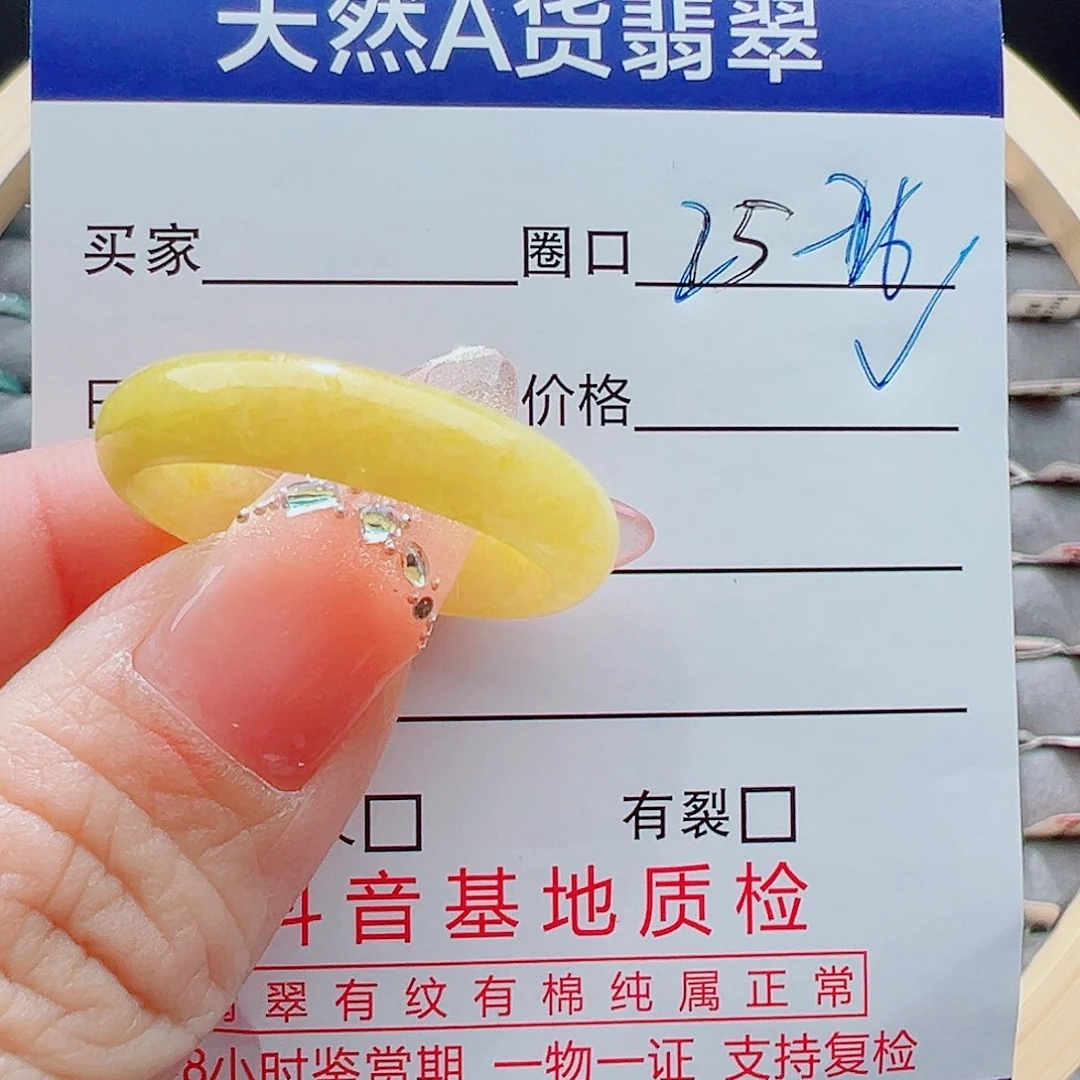 天然A货翡翠
买家 圈口 25
价格
有裂
抖音基地质检
翡翠有纹有棉纯属正常
8小时鉴赏期 一物一证 支持复检